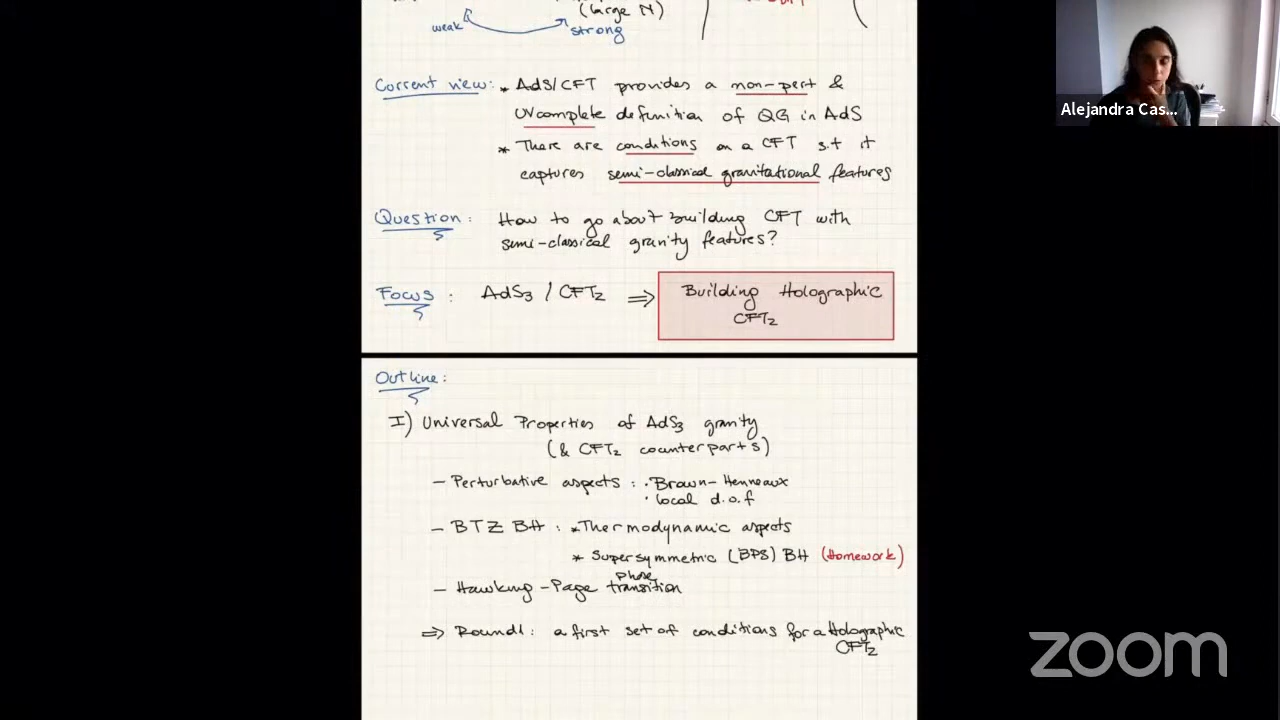 (large N)
weak
strong
Current view: * AdS/CFT provides a non-pert &
UV complete definition of QG in AdS
* There are conditions on a CFT s.t it
captures semi-classical gravitational features
Question: How to go about building CFT with
semi-classical gravity features?
Focus: AdS₃ / CFT₂ ⇒ Building Holographic
CFT₂
Outline:
I) Universal Properties of AdS₃ gravity
(& CFT₂ counterparts)
- Perturbative aspects: · Brown-Henneaux
· local d.o.f
- BTZ BH: * Thermodynamic aspects
* Supersymmetric (BPS) BH (Homework)
phase
- Hawking-Page transition
⇒ Round 1: a first set of conditions for a Holographic
CFT₂
Alejandra Cas...
zoom